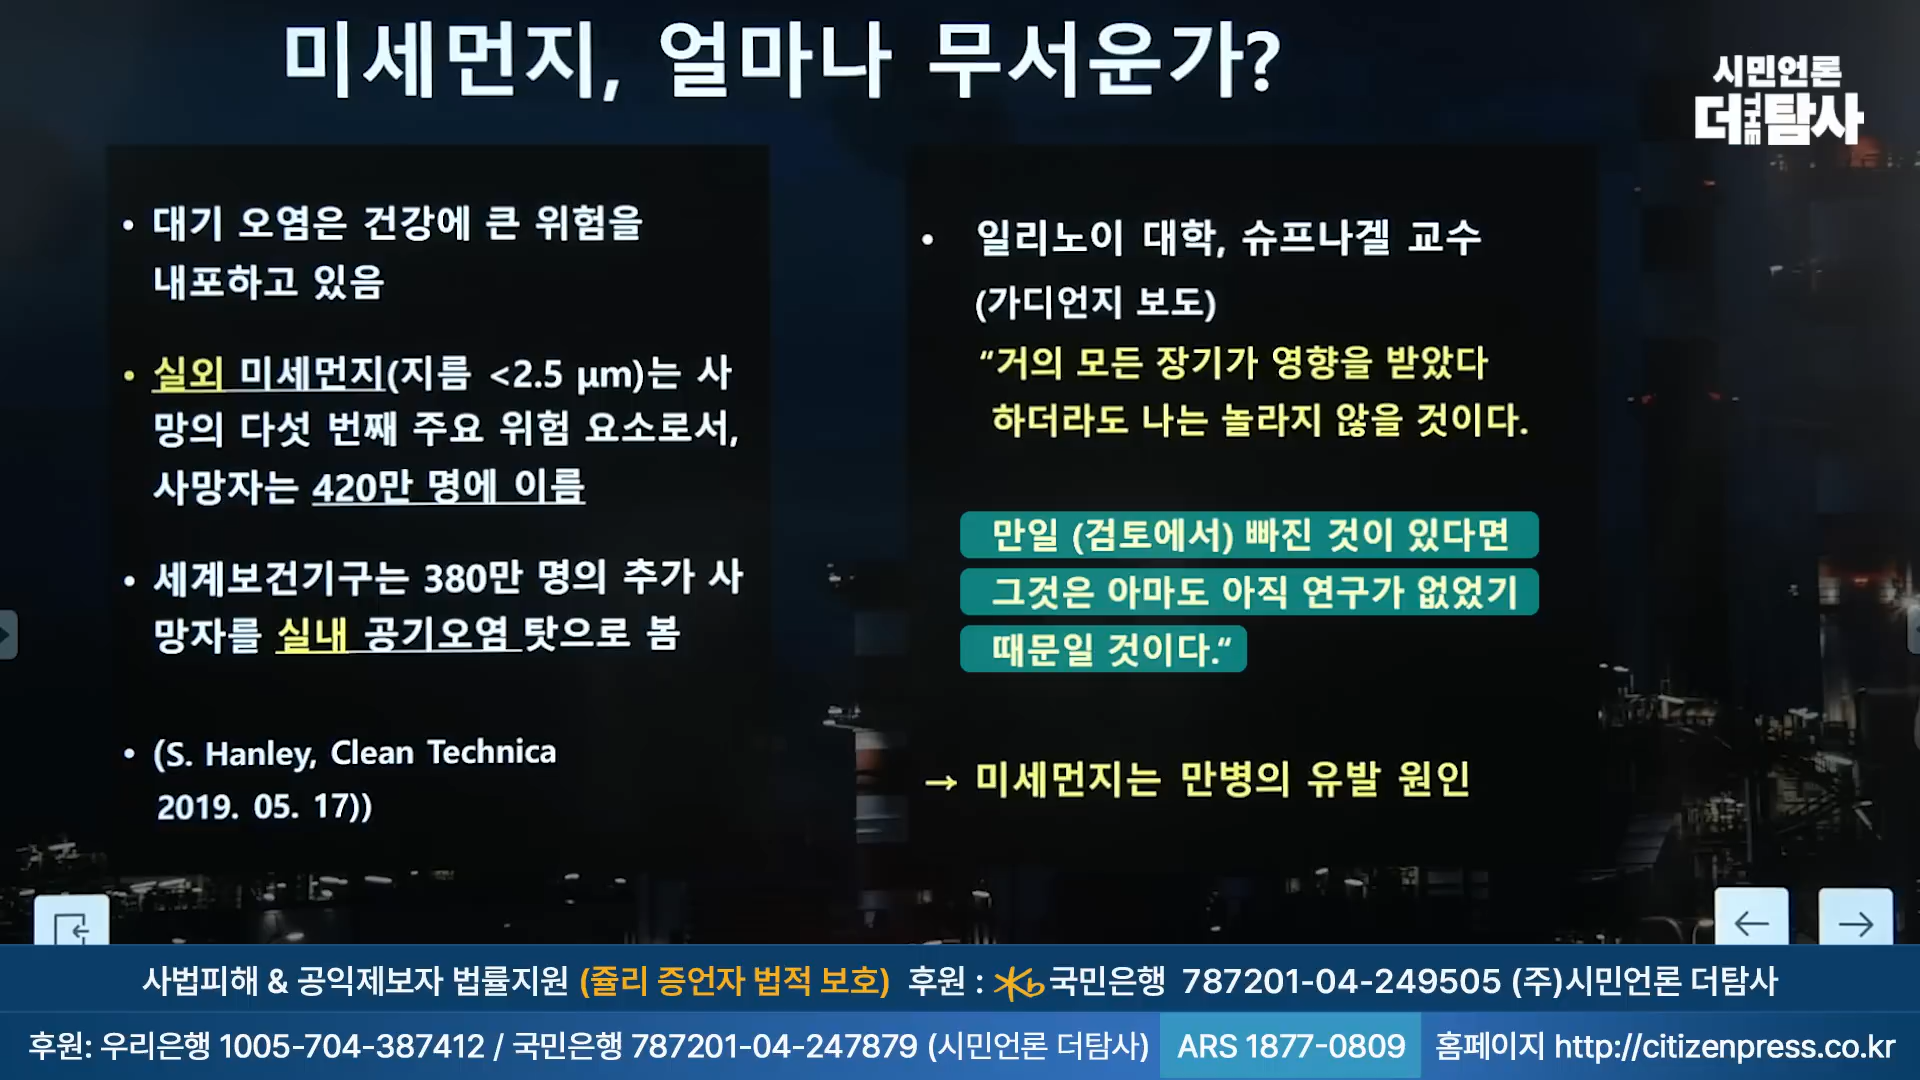 미세먼지, 얼마나 무서운가?
시민언론
더탐사
• 대기 오염은 건강에 큰 위험을
내포하고 있음
• 실외 미세먼지(지름 <2.5 μm)는 사
망의 다섯 번째 주요 위험 요소로서,
사망자는 420만 명에 이름
• 세계보건기구는 380만 명의 추가 사
망자를 실내 공기오염 탓으로 봄
• (S. Hanley, Clean Technica
2019. 05. 17))
• 일리노이 대학, 슈프나겔 교수
(가디언지 보도)
“거의 모든 장기가 영향을 받았다
하더라도 나는 놀라지 않을 것이다.
만일 (검토에서) 빠진 것이 있다면
그것은 아마도 아직 연구가 없었기
때문일 것이다.“
→ 미세먼지는 만병의 유발 원인
사법피해 & 공익제보자 법률지원 (쥴리 증언자 법적 보호) 후원 : 국민은행 787201-04-249505 (주)시민언론 더탐사
후원: 우리은행 1005-704-387412 / 국민은행 787201-04-247879 (시민언론 더탐사) ARS 1877-0809 홈페이지 http://citizenpress.co.kr